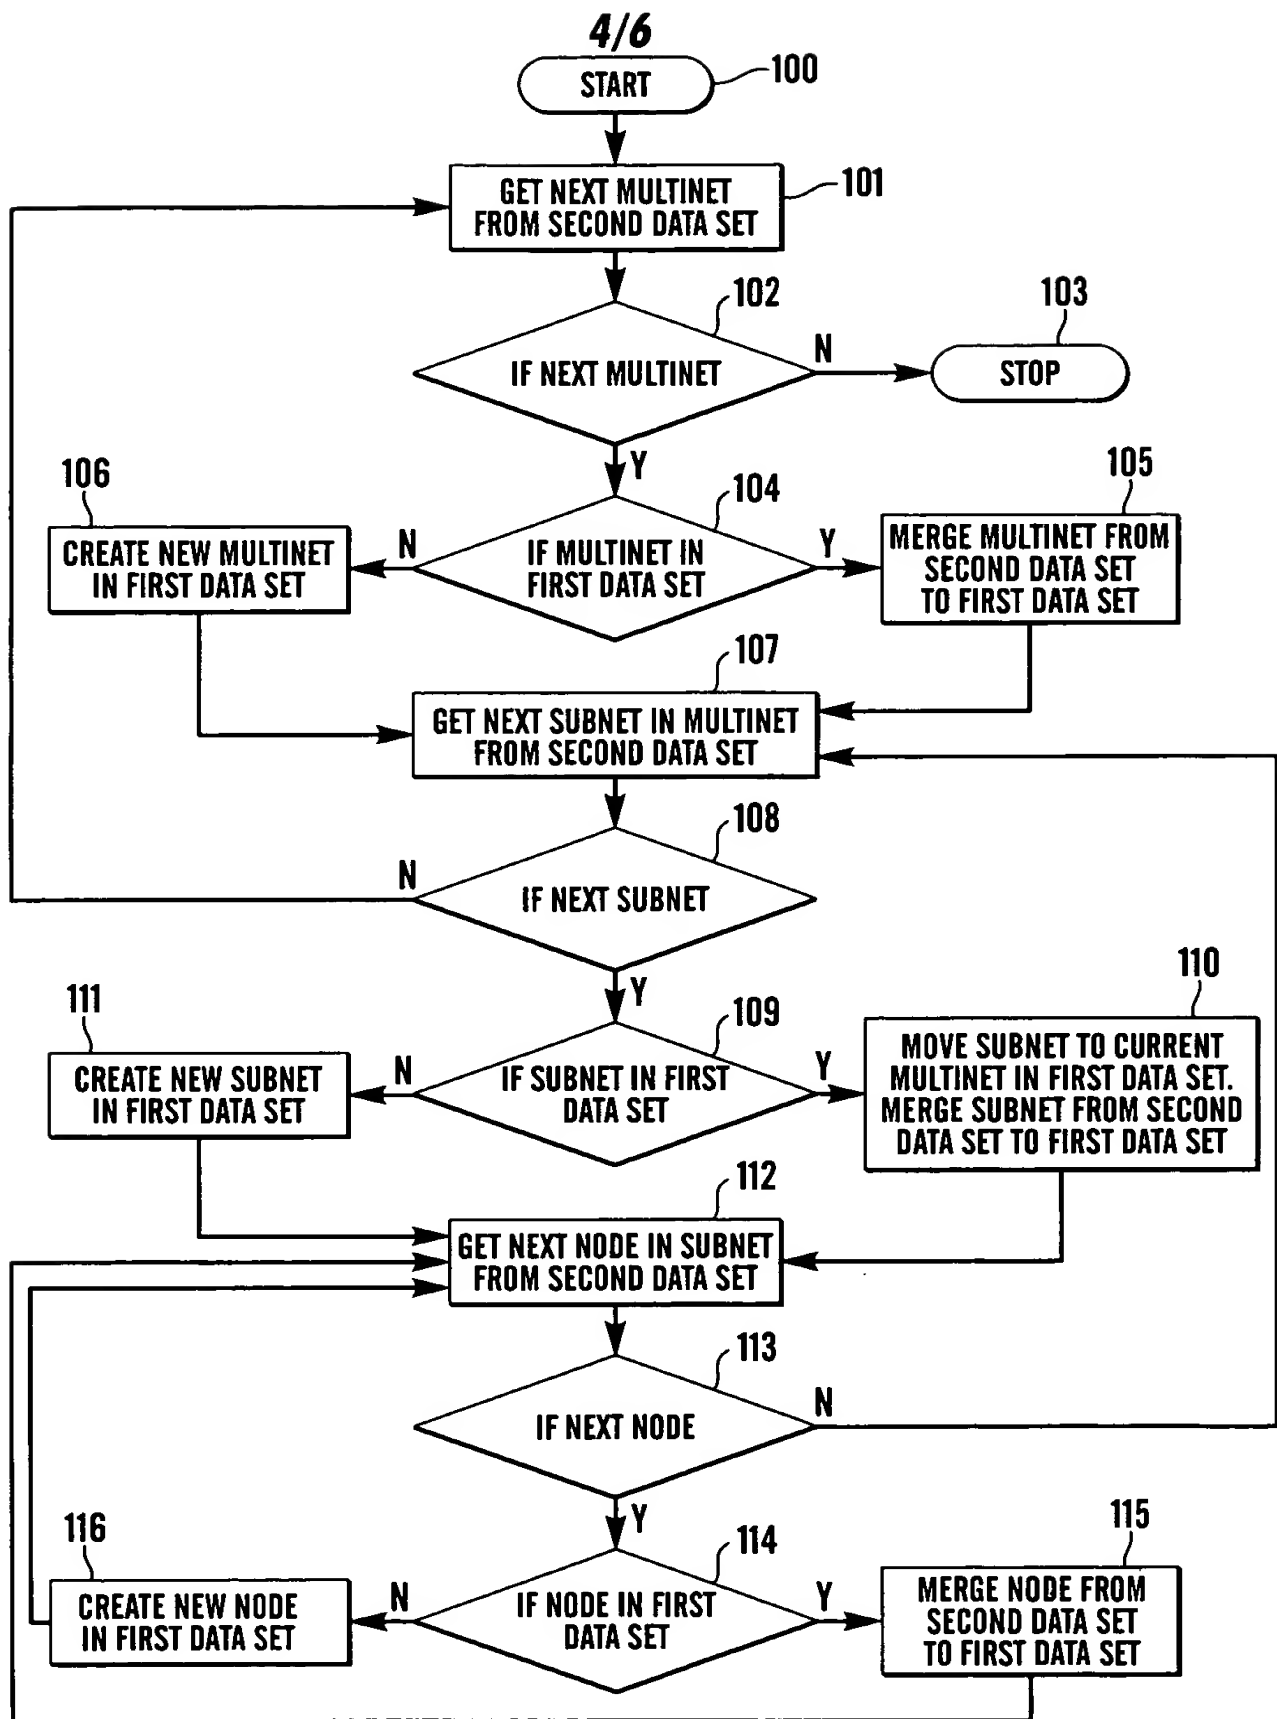 4/6
START
100
GET NEXT MULTINET
FROM SECOND DATA SET
101
102
IF NEXT MULTINET
N
103
STOP
Y
106
CREATE NEW MULTINET
IN FIRST DATA SET
N
104
IF MULTINET IN
FIRST DATA SET
Y
105
MERGE MULTINET FROM
SECOND DATA SET
TO FIRST DATA SET
107
GET NEXT SUBNET IN MULTINET
FROM SECOND DATA SET
108
N
IF NEXT SUBNET
Y
111
CREATE NEW SUBNET
IN FIRST DATA SET
N
109
IF SUBNET IN FIRST
DATA SET
Y
110
MOVE SUBNET TO CURRENT
MULTINET IN FIRST DATA SET.
MERGE SUBNET FROM SECOND
DATA SET TO FIRST DATA SET
112
GET NEXT NODE IN SUBNET
FROM SECOND DATA SET
113
IF NEXT NODE
N
Y
116
CREATE NEW NODE
IN FIRST DATA SET
N
114
IF NODE IN FIRST
DATA SET
Y
115
MERGE NODE FROM
SECOND DATA SET
TO FIRST DATA SET